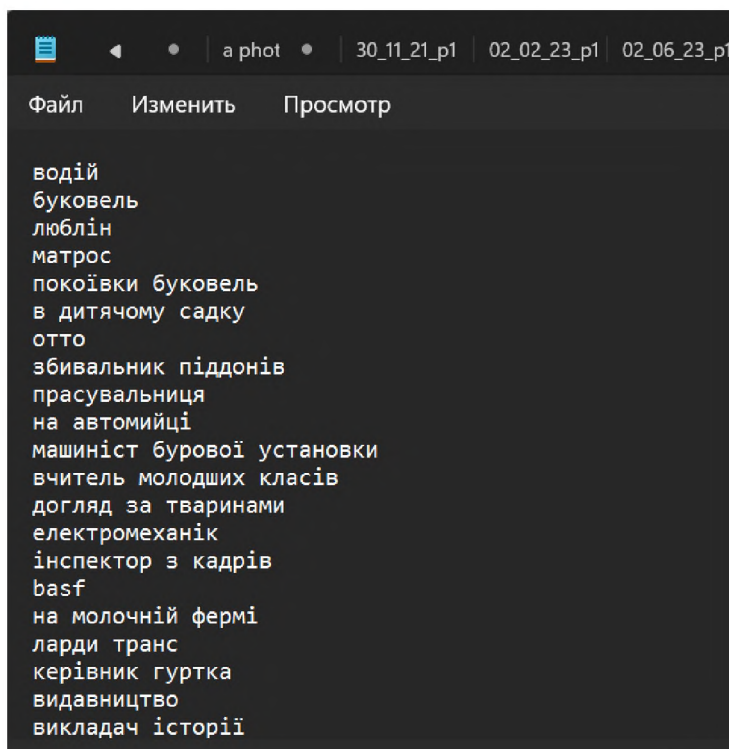 a phot 30_11_21_p1 02_02_23_p1 02_06_23_p1
Файл Изменить Просмотр
водій
буковель
люблін
матрос
покоївки буковель
в дитячому садку
отто
збивальник піддонів
прасувальниця
на автомийці
машиніст бурової установки
вчитель молодших класів
догляд за тваринами
електромеханік
інспектор з кадрів
basf
на молочній фермі
ларди транс
керівник гуртка
видавництво
викладач історії